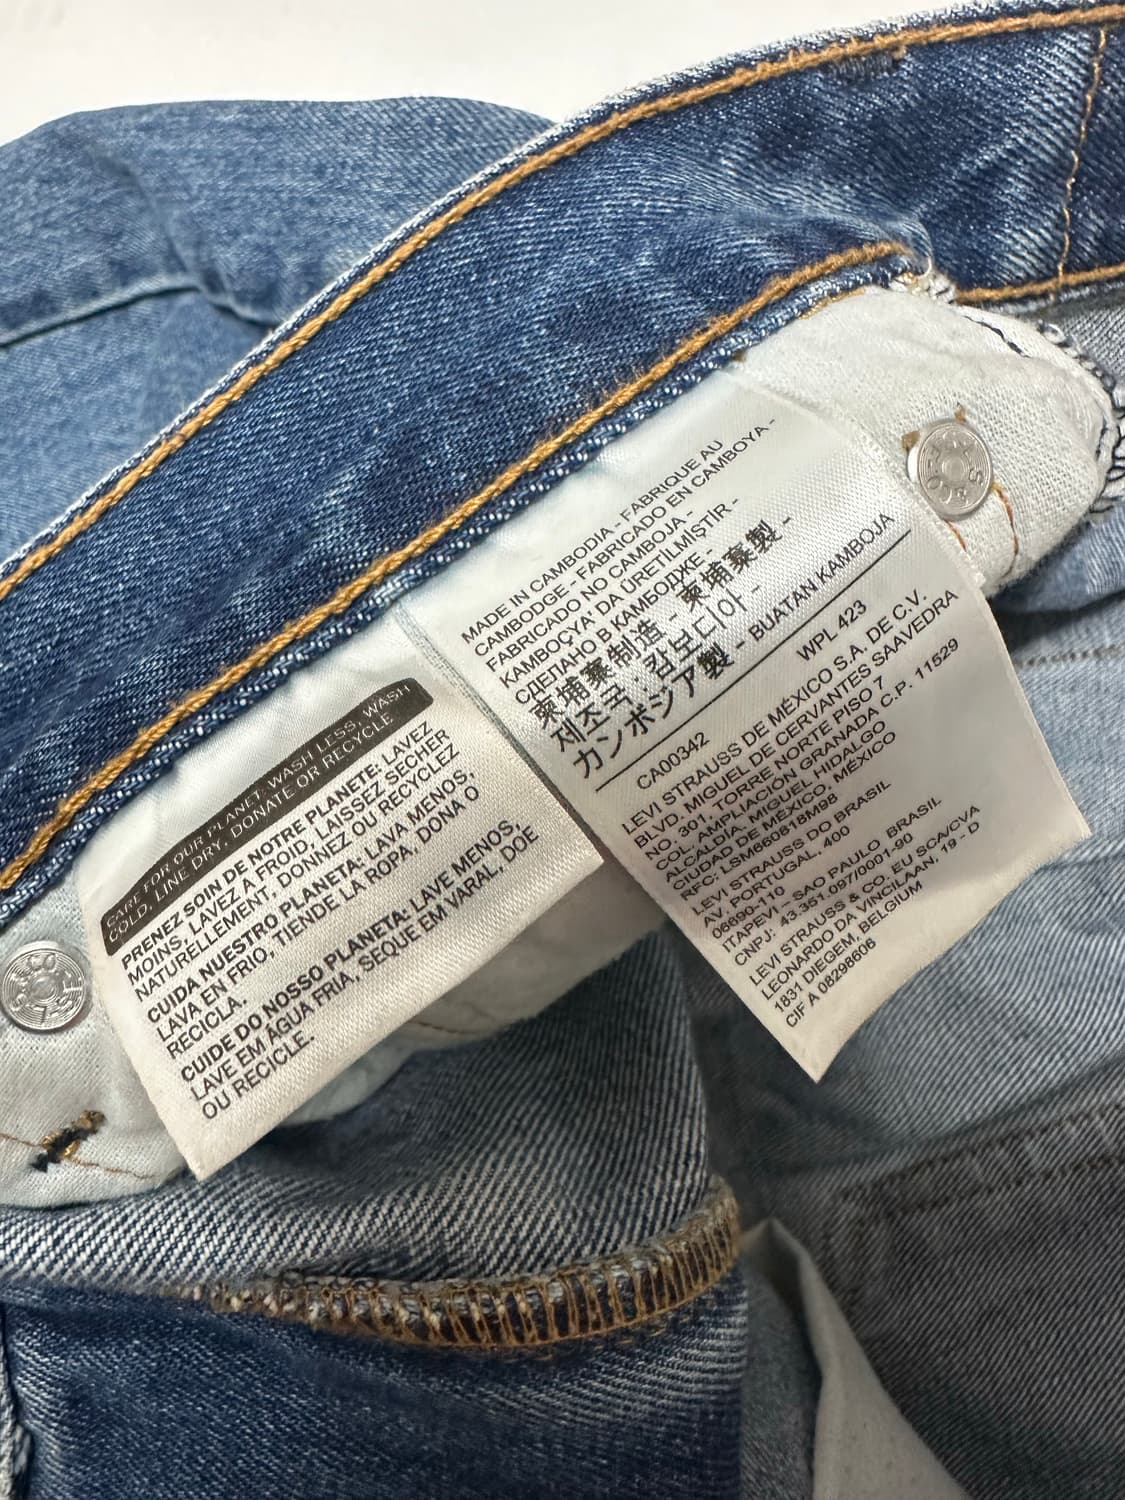 CARE FOR OUR PLANET: WASH LESS, WASH
COLD, LINE DRY, DONATE OR RECYCLE
PRENEZ SOIN DE NOTRE PLANETE: LAVEZ
MOINS, LAVEZ A FROID, LAISSEZ SECHER
NATURELLEMENT, DONNEZ OU RECYCLEZ
CUIDA NUESTRO PLANETA: LAVA MENOS,
LAVA EN FRIO, TIENDE LA ROPA, DONA O
RECICLA.
CUIDE DO NOSSO PLANETA: LAVE MENOS,
LAVE EM AGUA FRIA, SEQUE EM VARAL, DOE
OU RECICLE.
MADE IN CAMBODIA - FABRIQUE AU
CAMBODGE - FABRICADO EN CAMBOYA -
FABRICADO NO CAMBOJA -
KAMBOÇYA' DA ÜRETİLMİŞTİR -
СДЕЛАНО В КАМБОДЖЕ -
柬埔寨制造 - 柬埔寨製 -
제조국 : 캄보디아 -
カンボジア製 - BUATAN KAMBOJA
CA00342 WPL 423
LEVI STRAUSS DE MÉXICO S.A. DE C.V.
BLVD. MIGUEL DE CERVANTES SAAVEDRA
NO. 301, TORRE NORTE PISO 7
COL. AMPLIACIÓN GRANADA C.P. 11529
ALCALDÍA, MIGUEL HIDALGO
CIUDAD DE MÉXICO, MÉXICO
RFC: LSM660818M98
LEVI STRAUSS DO BRASIL
AV, PORTUGAL, 400
06690-110
ITAPEVI - SAO PAULO - BRASIL
CNPJ: 43.351.097/0001-90
LEVI STRAUSS & CO. EU SCA/CVA
LEONARDO DA VINCILAAN, 19 - D
1831 DIEGEM BELGIUM
CIF A 08298606